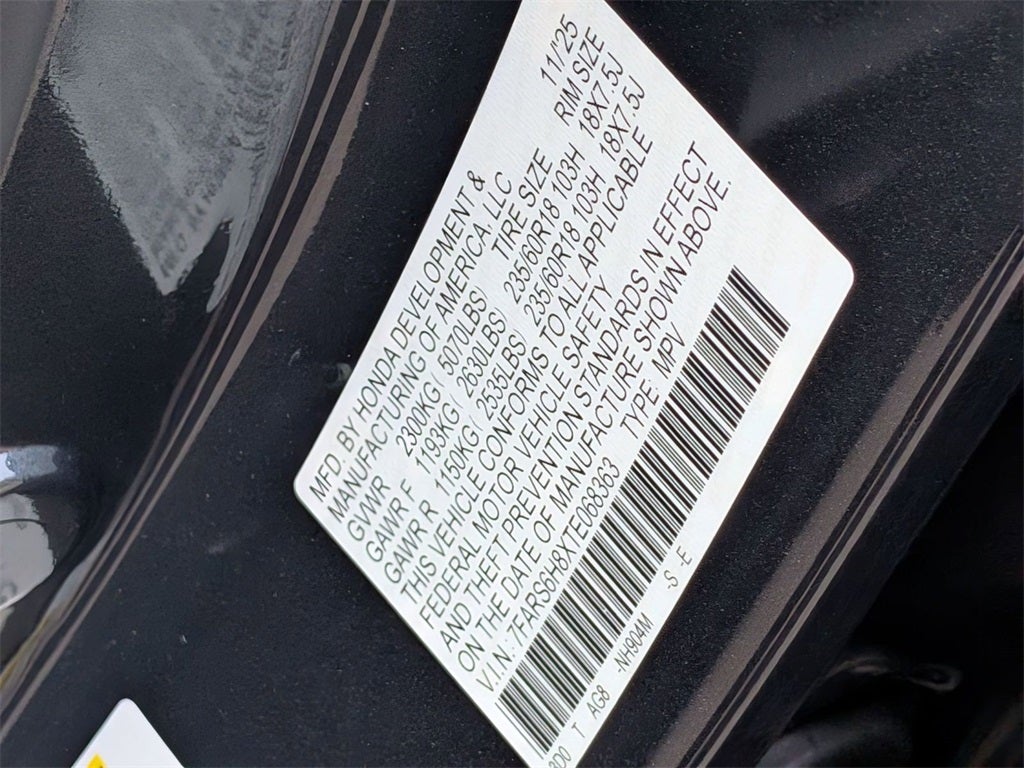 MFD. BY HONDA DEVELOPMENT &
MANUFACTURING OF AMERICA, LLC 11/'25
GVWR 2300KG ( 5070LBS) TIRE SIZE RIM SIZE
GAWR F 1193KG ( 2630LBS) 235/60R18 103H 18X7.5J
GAWR R 1150KG ( 2535LBS) 235/60R18 103H 18X7.5J
THIS VEHICLE CONFORMS TO ALL APPLICABLE
FEDERAL MOTOR VEHICLE SAFETY
AND THEFT PREVENTION STANDARDS IN EFFECT
ON THE DATE OF MANUFACTURE SHOWN ABOVE.
V.I.N.: 7FARS6H8XTE068363 TYPE: MPV
3D0 T AG8 -NH904M -S -E